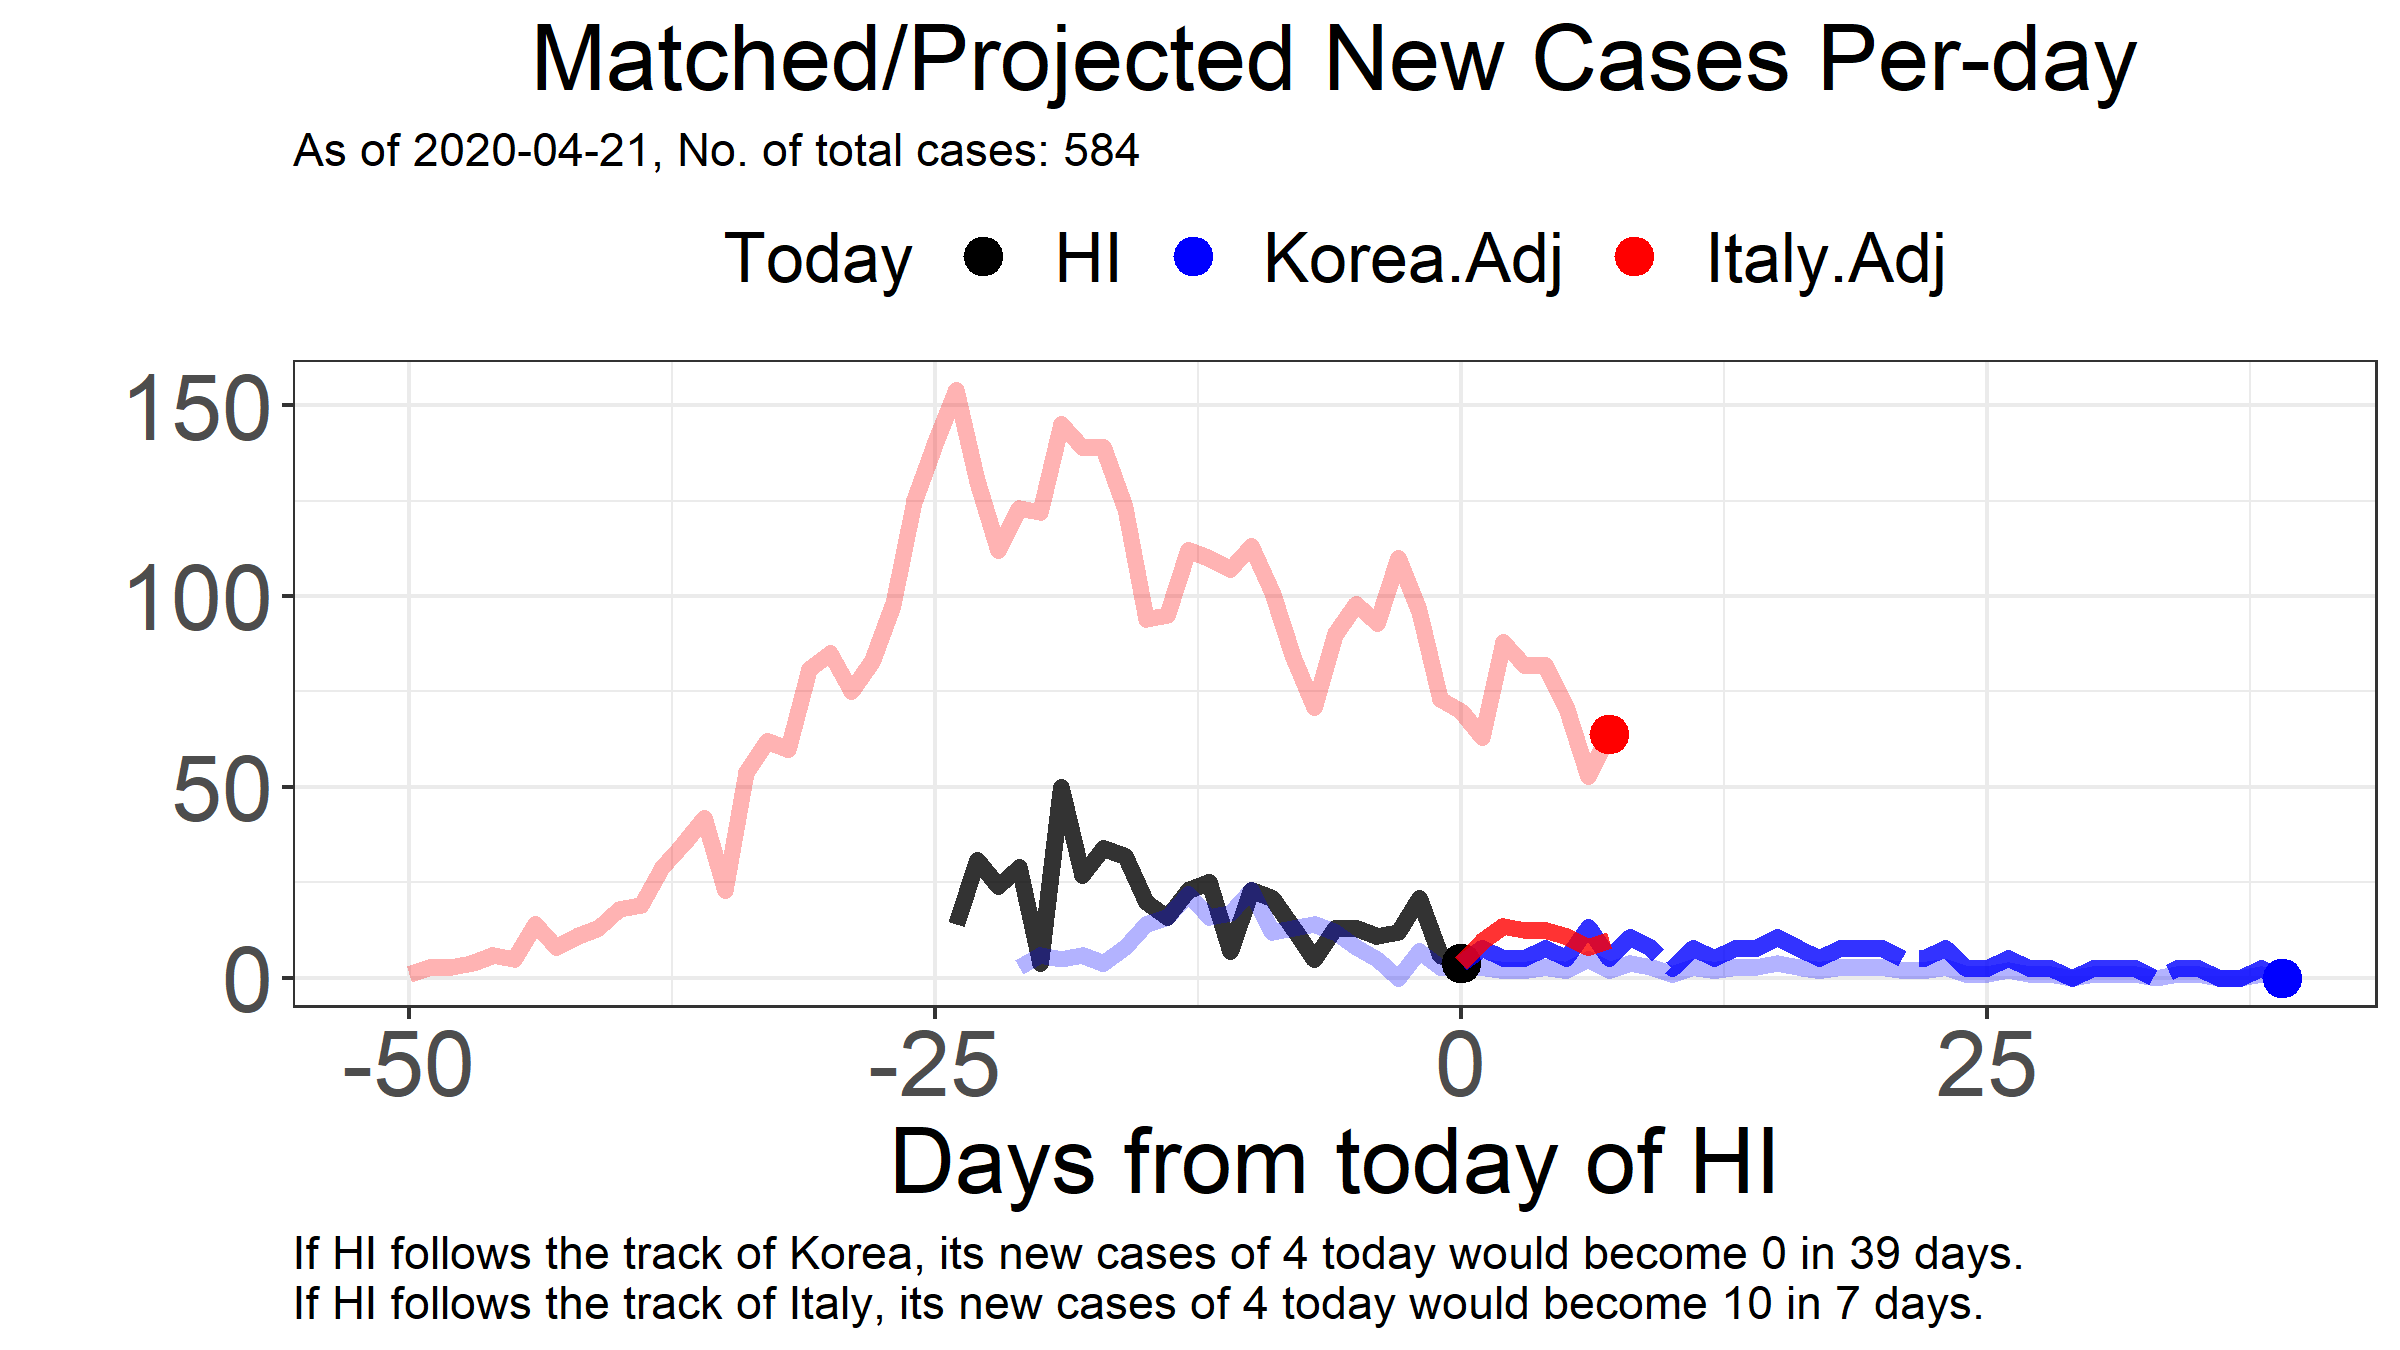 Matched/Projected New Cases Per-day
As of 2020-04-21, No. of total cases: 584
Today HI Korea.Adj Italy.Adj
150
100
50
0
-50 -25 0 25
Days from today of HI
If HI follows the track of Korea, its new cases of 4 today would become 0 in 39 days.
If HI follows the track of Italy, its new cases of 4 today would become 10 in 7 days.